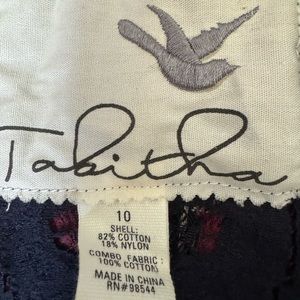 Tabitha
10
SHELL:
82% COTTON
18% NYLON
COMBO FABRIC:
100% COTTON
MADE IN CHINA
RN#98544